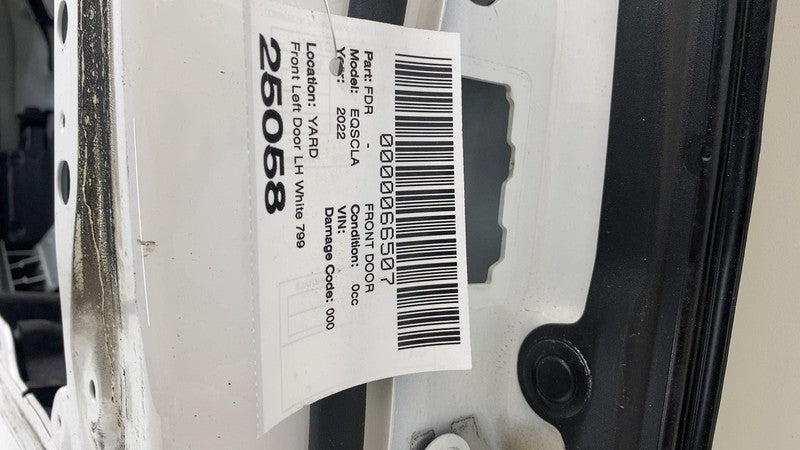 0000066507
Part: FDR - FRONT DOOR
Model: EQSCLA Condition: 0cc
Year: 2022 VIN:
Damage Code: 000
Location: YARD
Front Left Door LH White 799
25058